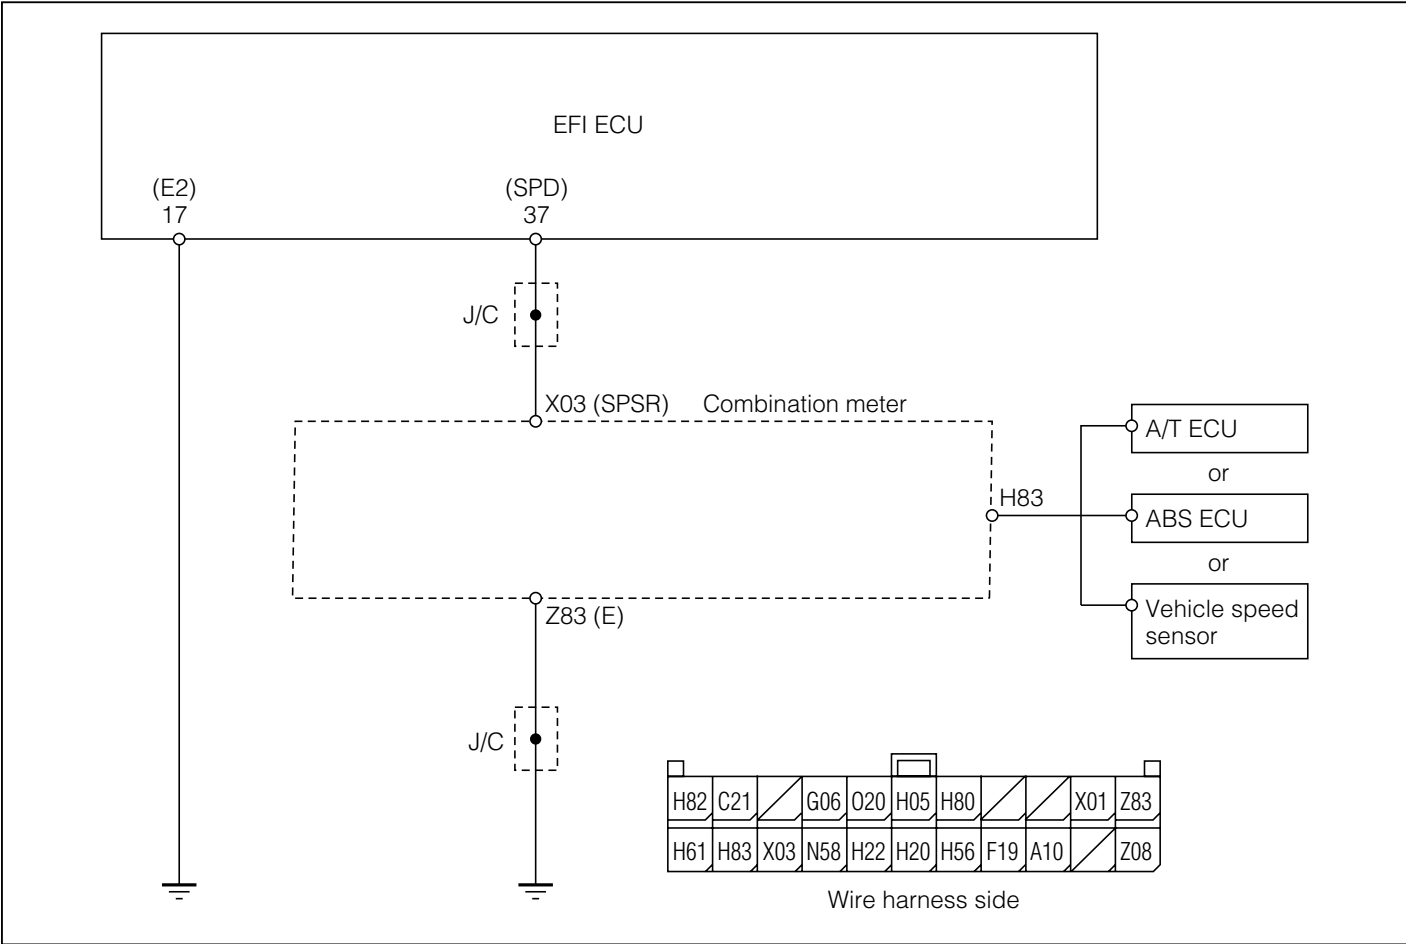 EFI ECU
(E2)
17
(SPD)
37
J/C
X03 (SPSR)
Combination meter
A/T ECU
or
H83
ABS ECU
or
Z83 (E)
Vehicle speed
sensor
J/C
H82 C21 G06 O20 H05 H80 X01 Z83
H61 H83 X03 N58 H22 H20 H56 F19 A10 Z08
Wire harness side